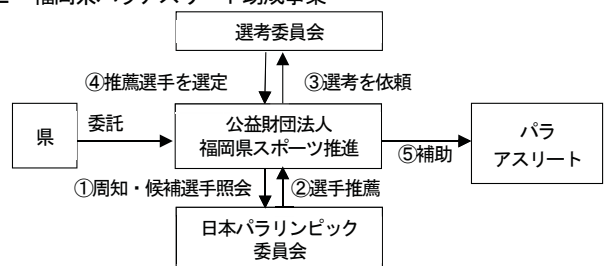 福岡県パラアスリート助成事業
選考委員会
④推薦選手を選定
③選考を依頼
県
委託
公益財団法人
福岡県スポーツ推進
⑤補助
パラ
アスリート
①周知・候補選手照会
②選手推薦
日本パラリンピック
委員会